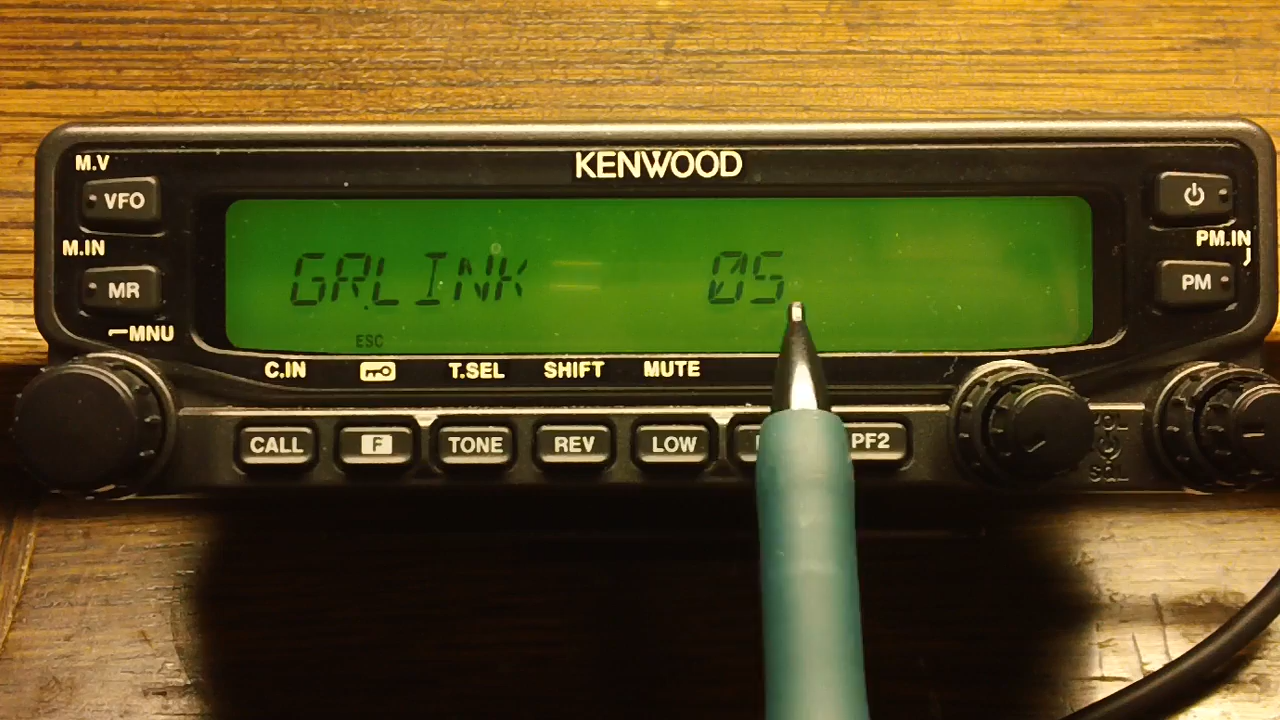 KENWOOD
M.V
VFO
M.IN
MR
MNU
GRLINK 05
ESC
PM.IN
PM
C.IN T.SEL SHIFT MUTE
CALL F TONE REV LOW PF2
VOL
SQL